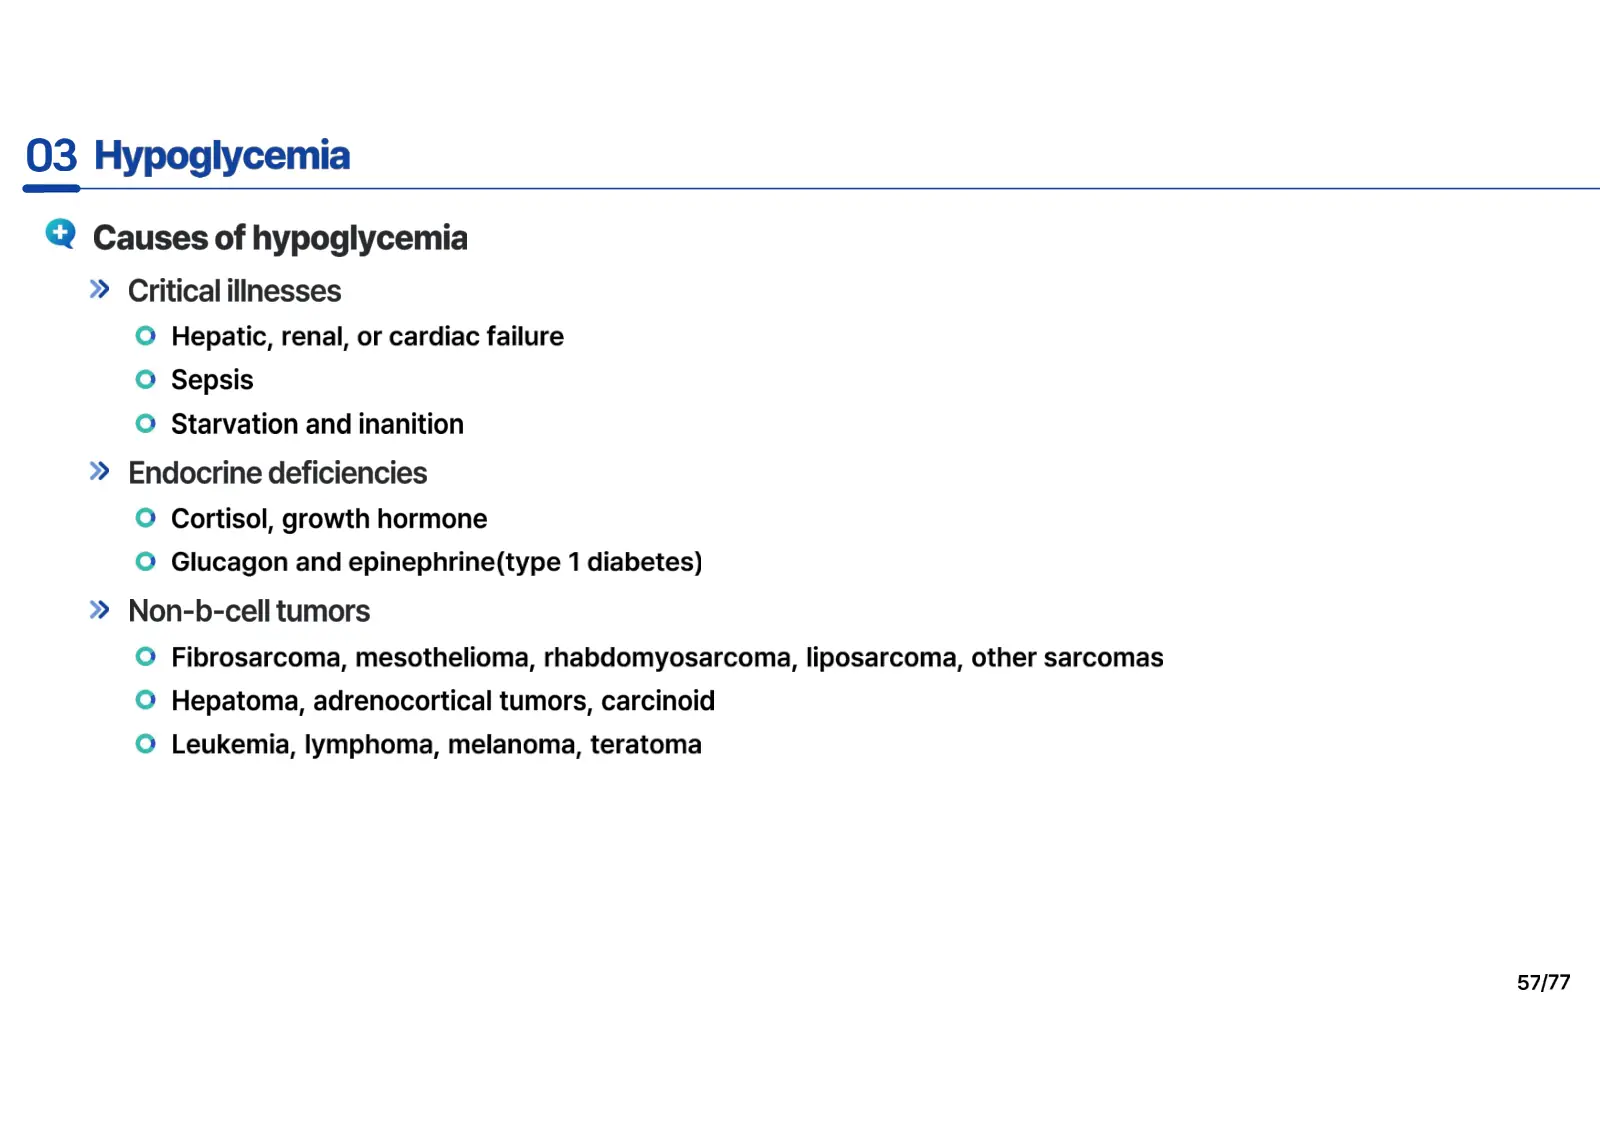 03 Hypoglycemia
Causes of hypoglycemia
Critical illnesses
Hepatic, renal, or cardiac failure
Sepsis
Starvation and inanition
Endocrine deficiencies
Cortisol, growth hormone
Glucagon and epinephrine(type 1 diabetes)
Non-b-cell tumors
Fibrosarcoma, mesothelioma, rhabdomyosarcoma, liposarcoma, other sarcomas
Hepatoma, adrenocortical tumors, carcinoid
Leukemia, lymphoma, melanoma, teratoma
57/77